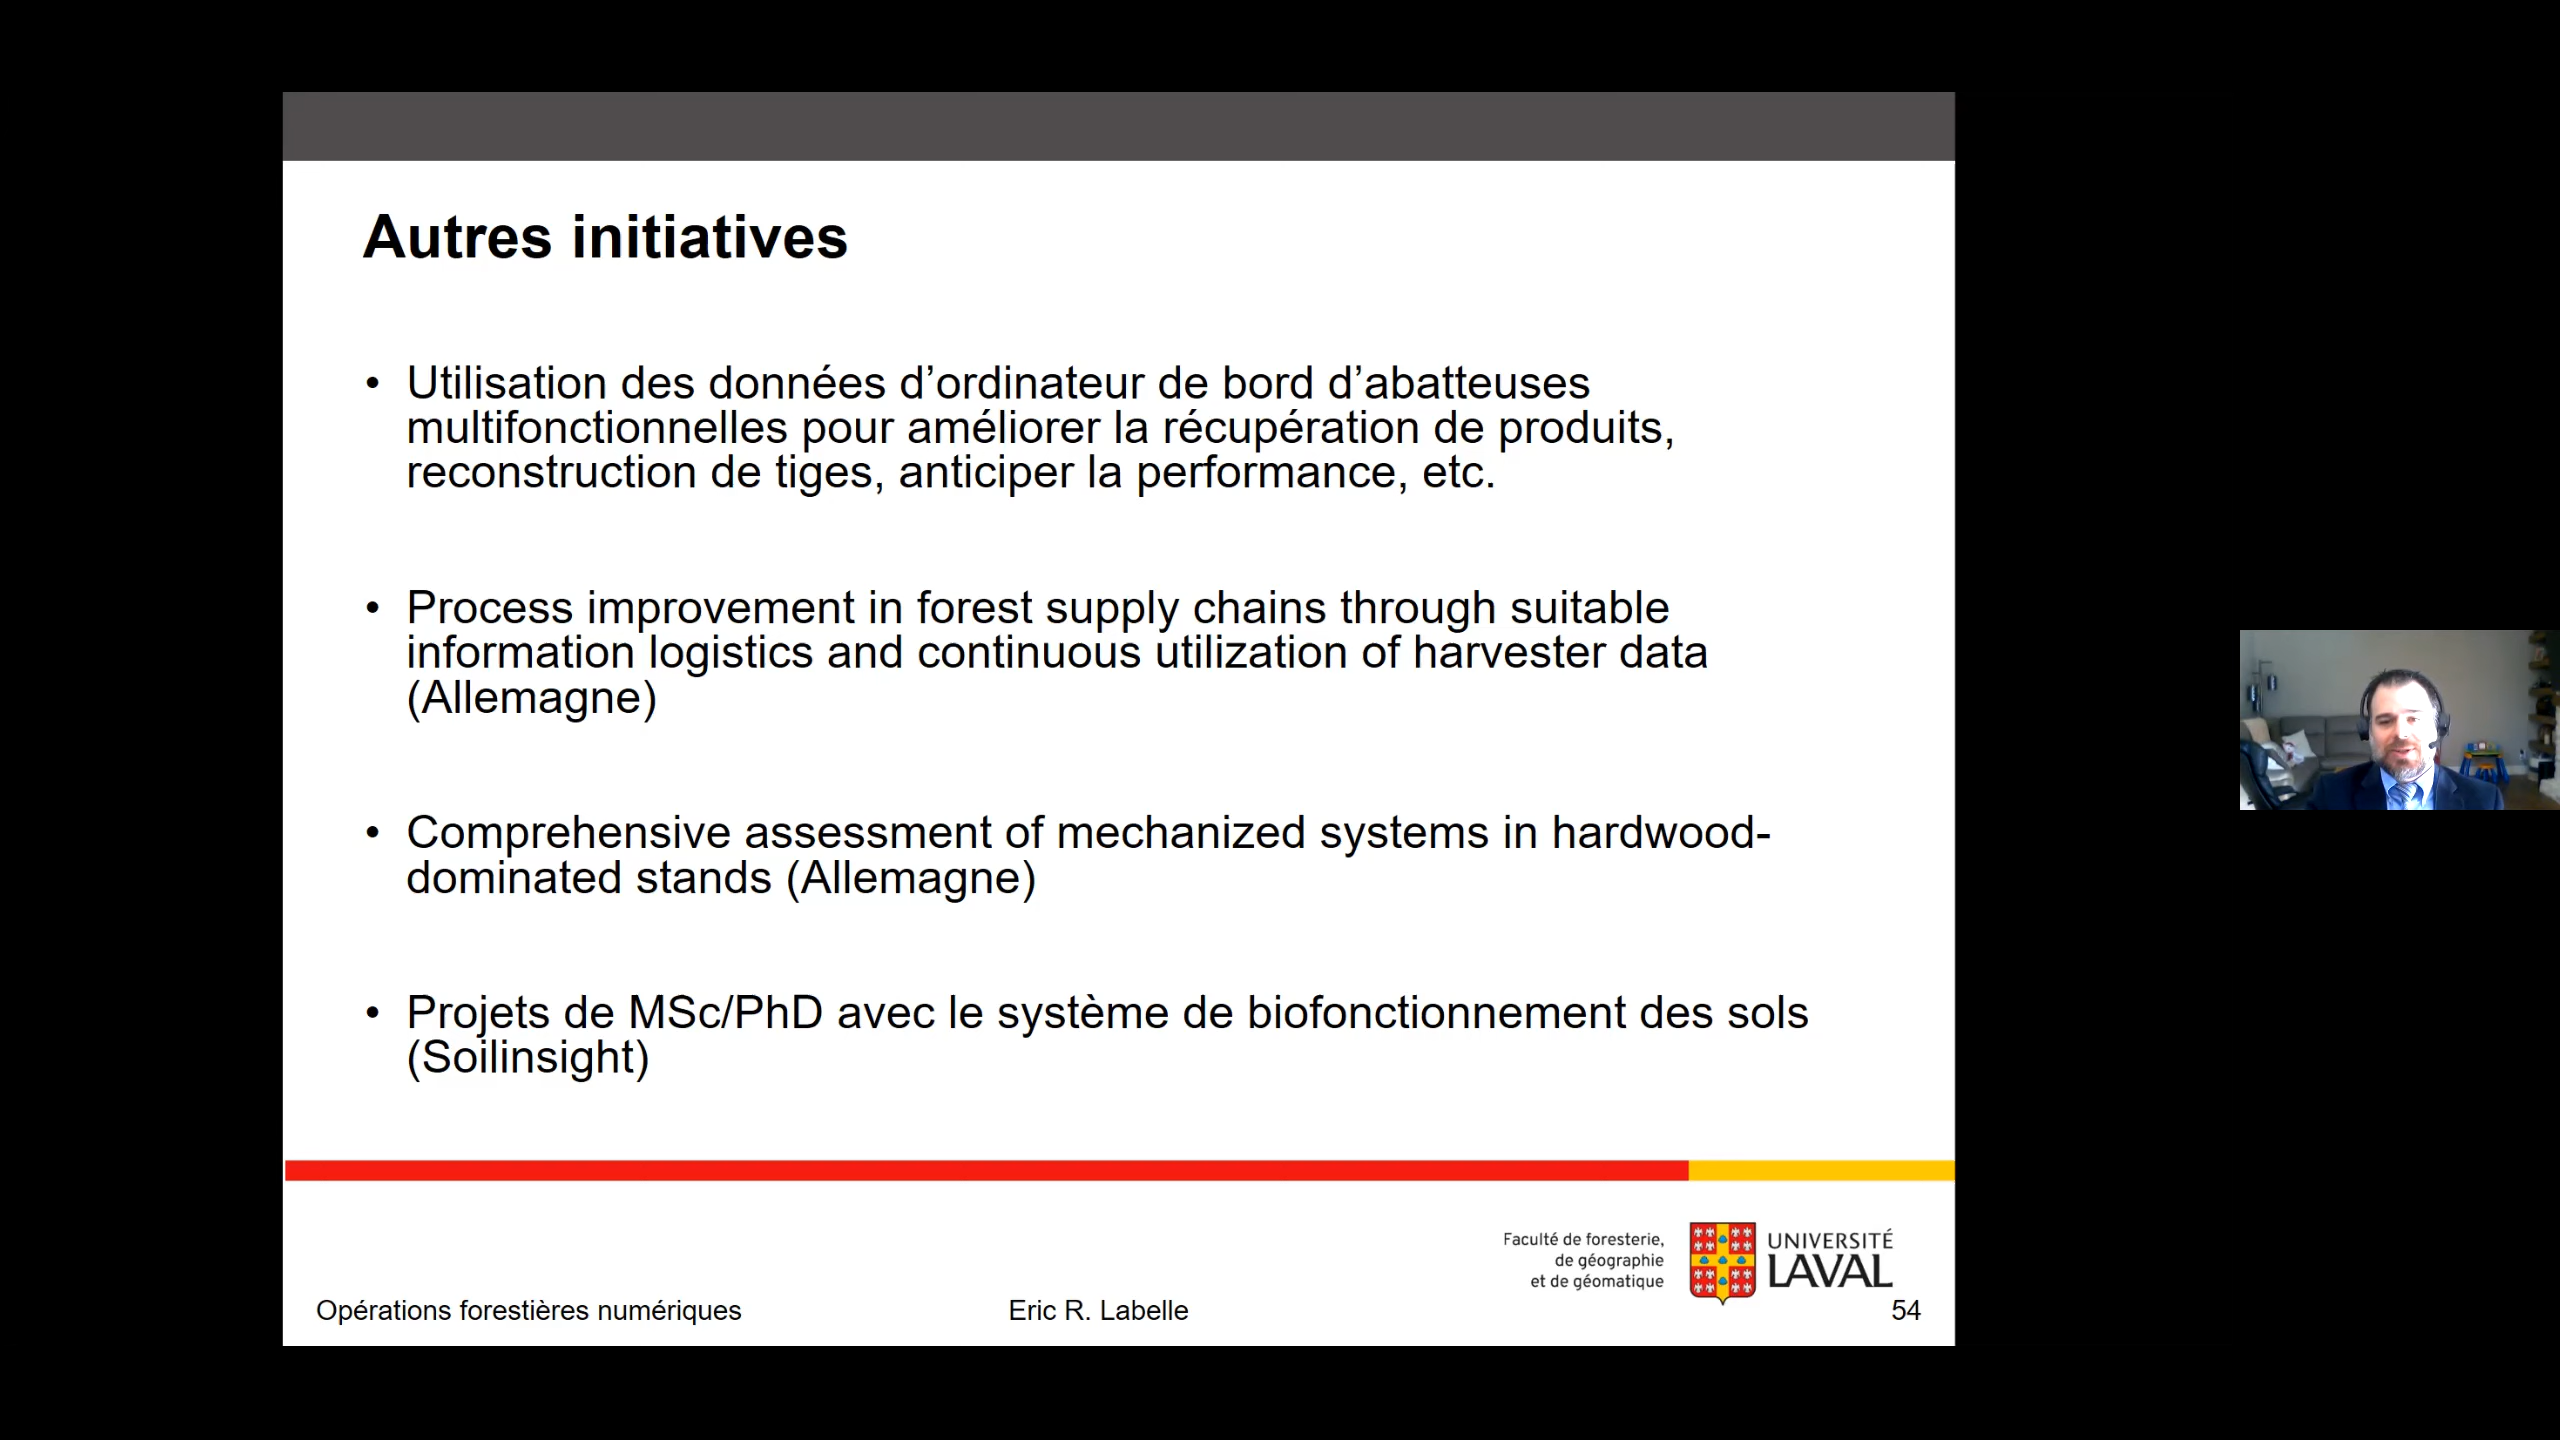 Autres initiatives
• Utilisation des données d’ordinateur de bord d’abatteuses
multifonctionnelles pour améliorer la récupération de produits,
reconstruction de tiges, anticiper la performance, etc.
• Process improvement in forest supply chains through suitable
information logistics and continuous utilization of harvester data
(Allemagne)
• Comprehensive assessment of mechanized systems in hardwood-
dominated stands (Allemagne)
• Projets de MSc/PhD avec le système de biofonctionnement des sols
(Soilinsight)
Faculté de foresterie,
de géographie
et de géomatique
UNIVERSITÉ
LAVAL
Opérations forestières numériques
Eric R. Labelle
54